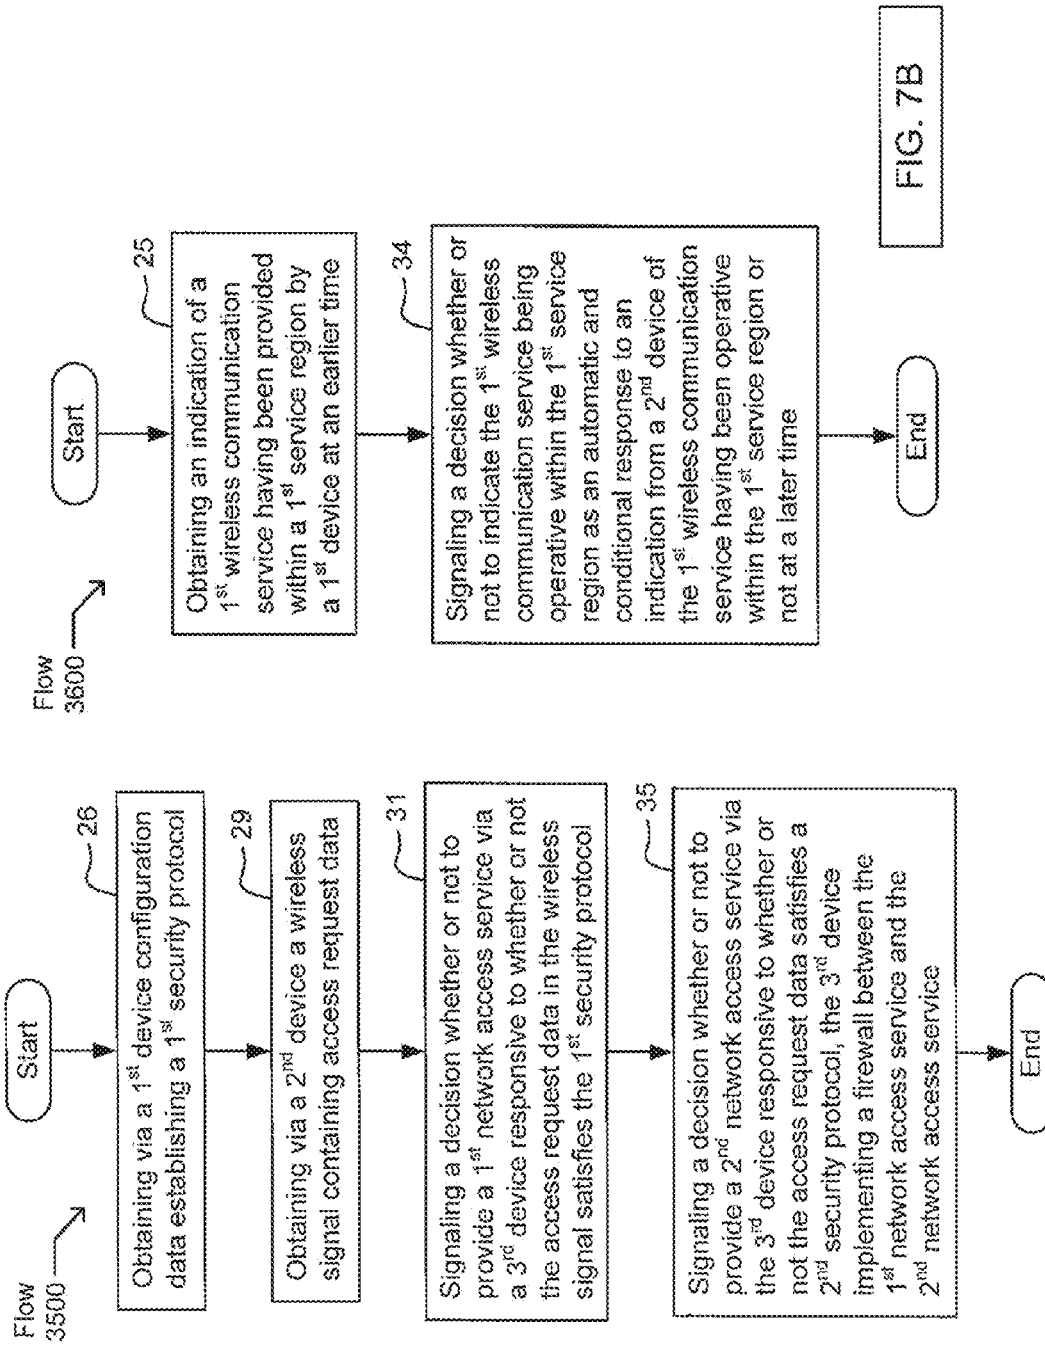 Flow
3500
Start
26
Obtaining via a 1st device configuration
data establishing a 1st security protocol
29
Obtaining via a 2nd device a wireless
signal containing access request data
31
Signaling a decision whether or not to
provide a 1st network access service via
a 3rd device responsive to whether or not
the access request data in the wireless
signal satisfies the 1st security protocol
35
Signaling a decision whether or not to
provide a 2nd network access service via
the 3rd device responsive to whether or
not the access request data satisfies a
2nd security protocol, the 3rd device
implementing a firewall between the
1st network access service and the
2nd network access service
End
Flow
3600
Start
25
Obtaining an indication of a
1st wireless communication
service having been provided
within a 1st service region by
a 1st device at an earlier time
34
Signaling a decision whether or
not to indicate the 1st wireless
communication service being
operative within the 1st service
region as an automatic and
conditional response to an
indication from a 2nd device of
the 1st wireless communication
service having been operative
within the 1st service region or
not at a later time
End
FIG. 7B